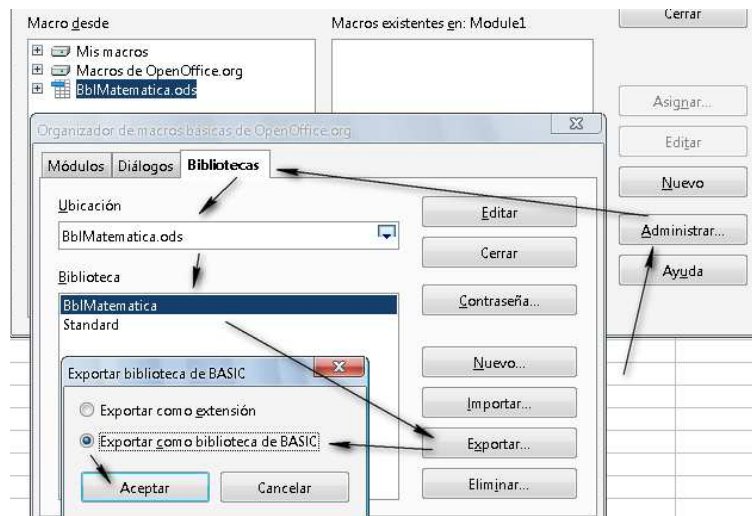 Macro desde
Macros existentes en: Module1
Cerrar
Mis macros
Macros de OpenOffice.org
BblMatematica.ods
Asignar...
Editar
Nuevo
Administrar...
Ayuda
Organizador de macros básicas de OpenOffice.org
Módulos Diálogos Bibliotecas
Ubicación
BblMatematica.ods
Editar
Cerrar
Biblioteca
BblMatematica
Standard
Contraseña...
Nuevo...
Importar...
Exportar...
Eliminar...
Exportar biblioteca de BASIC
Exportar como extensión
Exportar como biblioteca de BASIC
Aceptar Cancelar